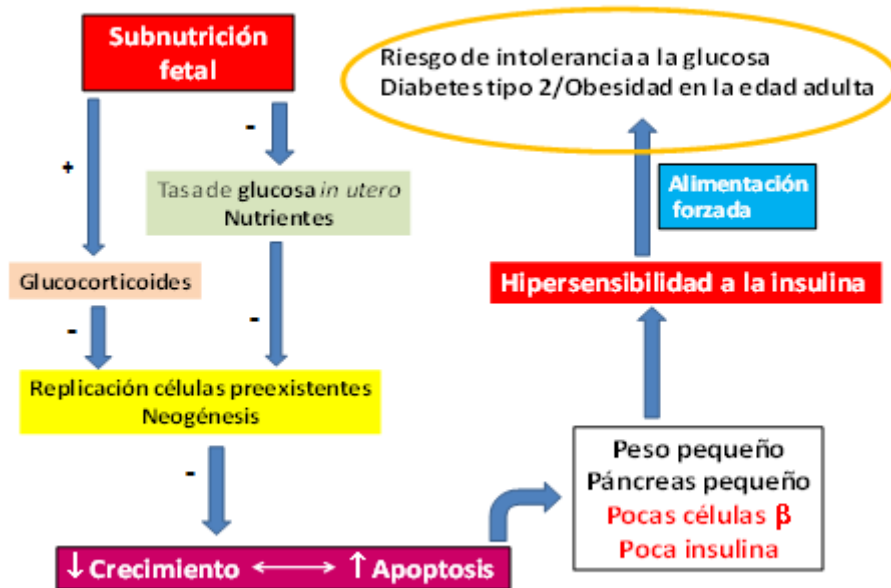 Subnutrición
fetal
+
-
Tasa de glucosa in utero
Nutrientes
Glucocorticoides
-
-
Replicación células preexistentes
Neogénesis
-
↓ Crecimiento ⟷ ↑ Apoptosis
Peso pequeño
Páncreas pequeño
Pocas células β
Poca insulina
Hipersensibilidad a la insulina
Alimentación
forzada
Riesgo de intolerancia a la glucosa
Diabetes tipo 2/Obesidad en la edad adulta